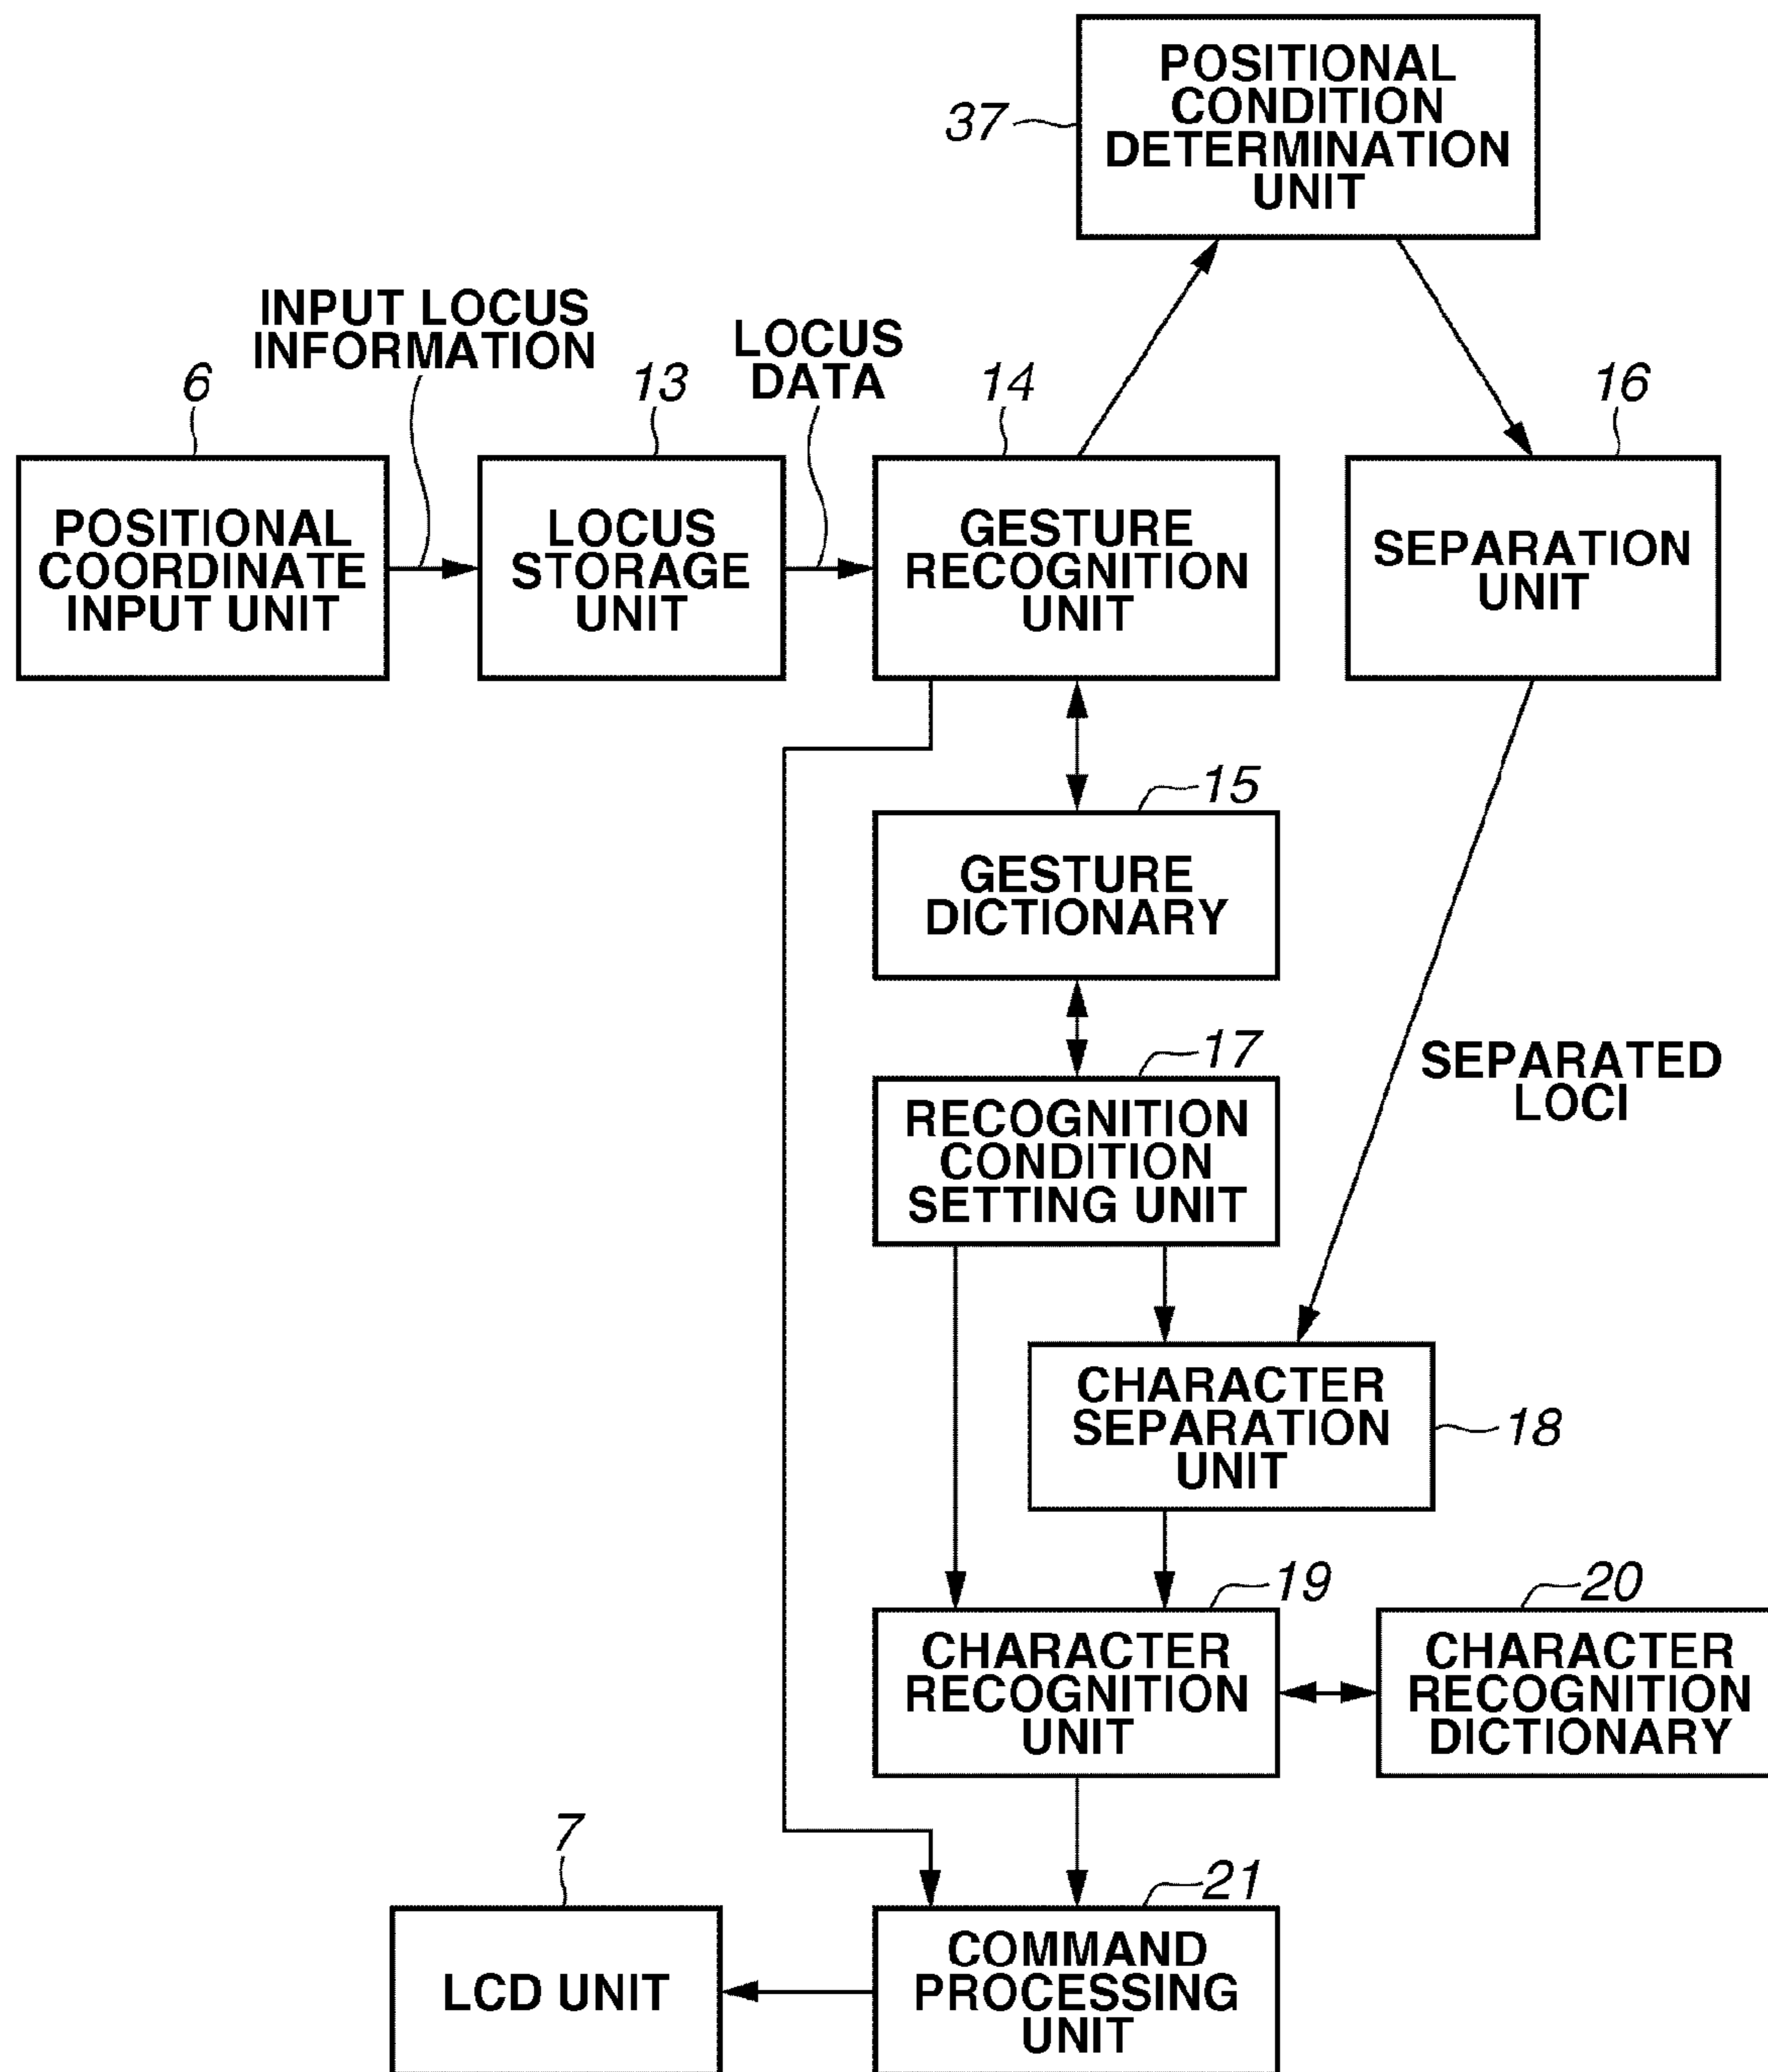 POSITIONAL
CONDITION
DETERMINATION
UNIT
37
INPUT LOCUS
INFORMATION
LOCUS
DATA
6
13
14
16
POSITIONAL
COORDINATE
INPUT UNIT
LOCUS
STORAGE
UNIT
GESTURE
RECOGNITION
UNIT
SEPARATION
UNIT
15
GESTURE
DICTIONARY
17
RECOGNITION
CONDITION
SETTING UNIT
SEPARATED
LOCI
CHARACTER
SEPARATION
UNIT
18
19
20
CHARACTER
RECOGNITION
UNIT
CHARACTER
RECOGNITION
DICTIONARY
7
21
LCD UNIT
COMMAND
PROCESSING
UNIT